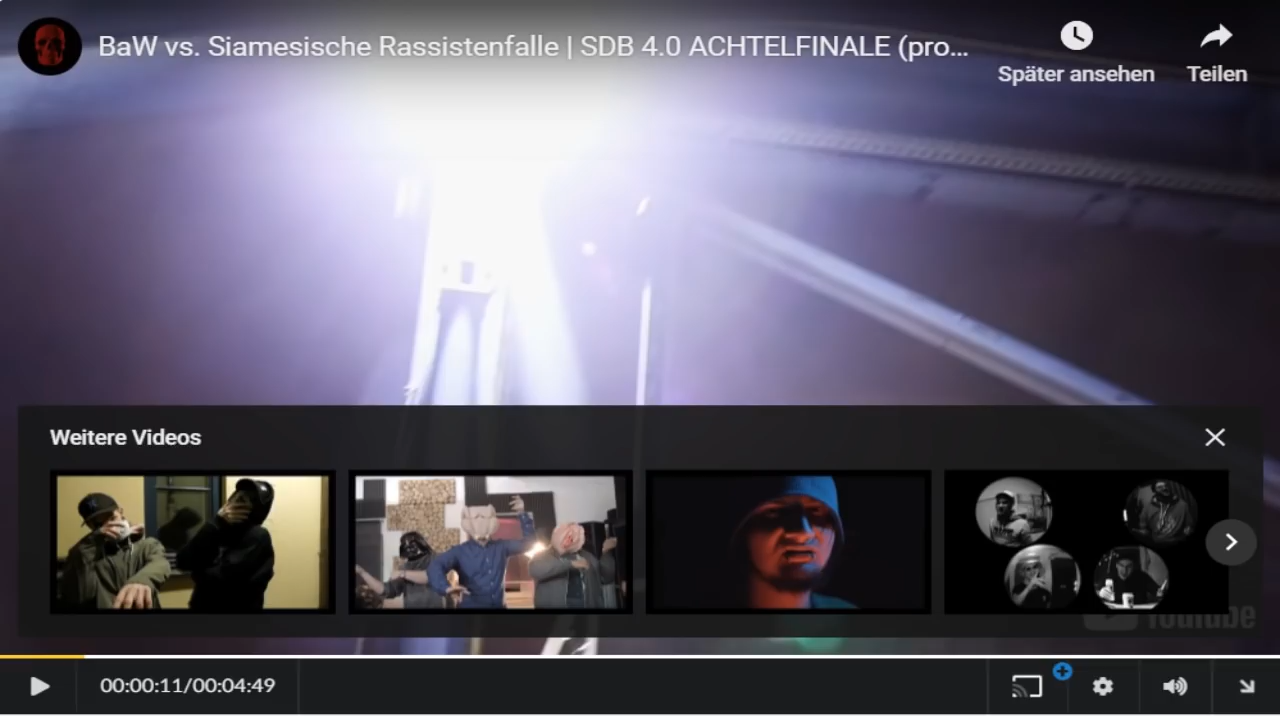 BaW vs. Siamesische Rassistenfalle | SDB 4.0 ACHTELFINALE (pro...
Später ansehen
Teilen
Weitere Videos
YouTube
00:00:11/00:04:49